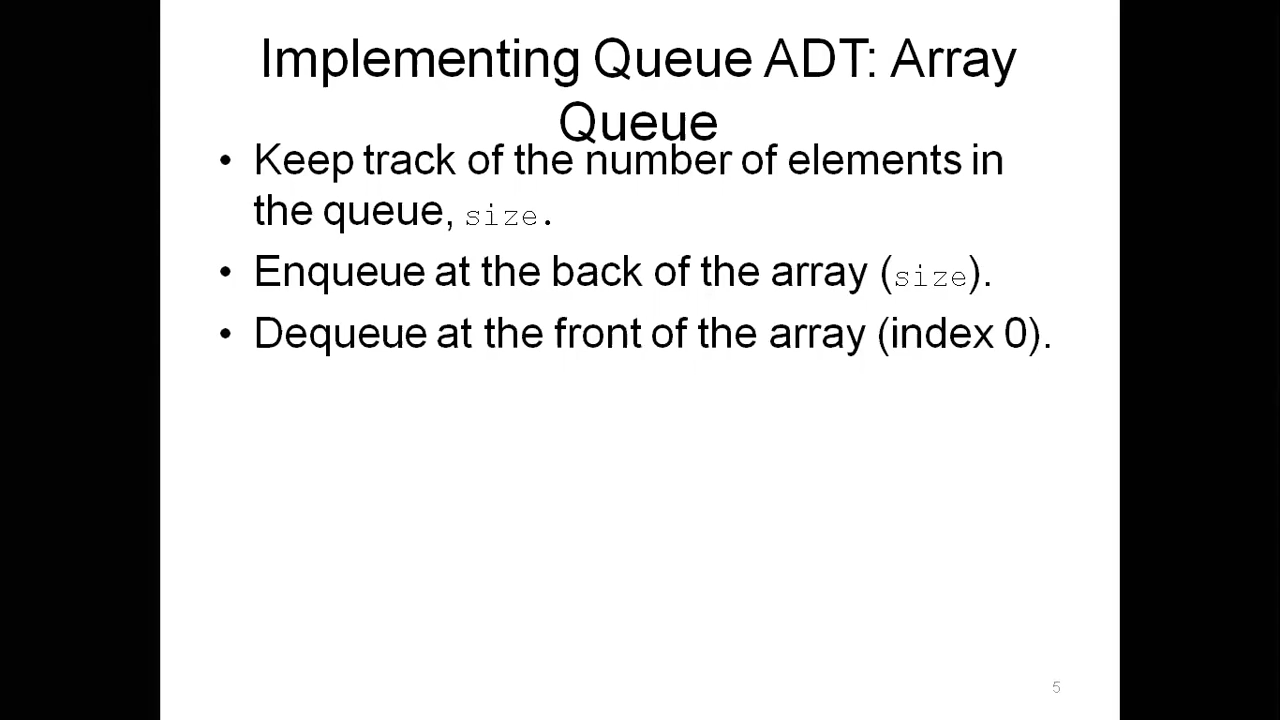 Implementing Queue ADT: Array
Queue
• Keep track of the number of elements in
the queue, size.
• Enqueue at the back of the array (size).
• Dequeue at the front of the array (index 0).
5